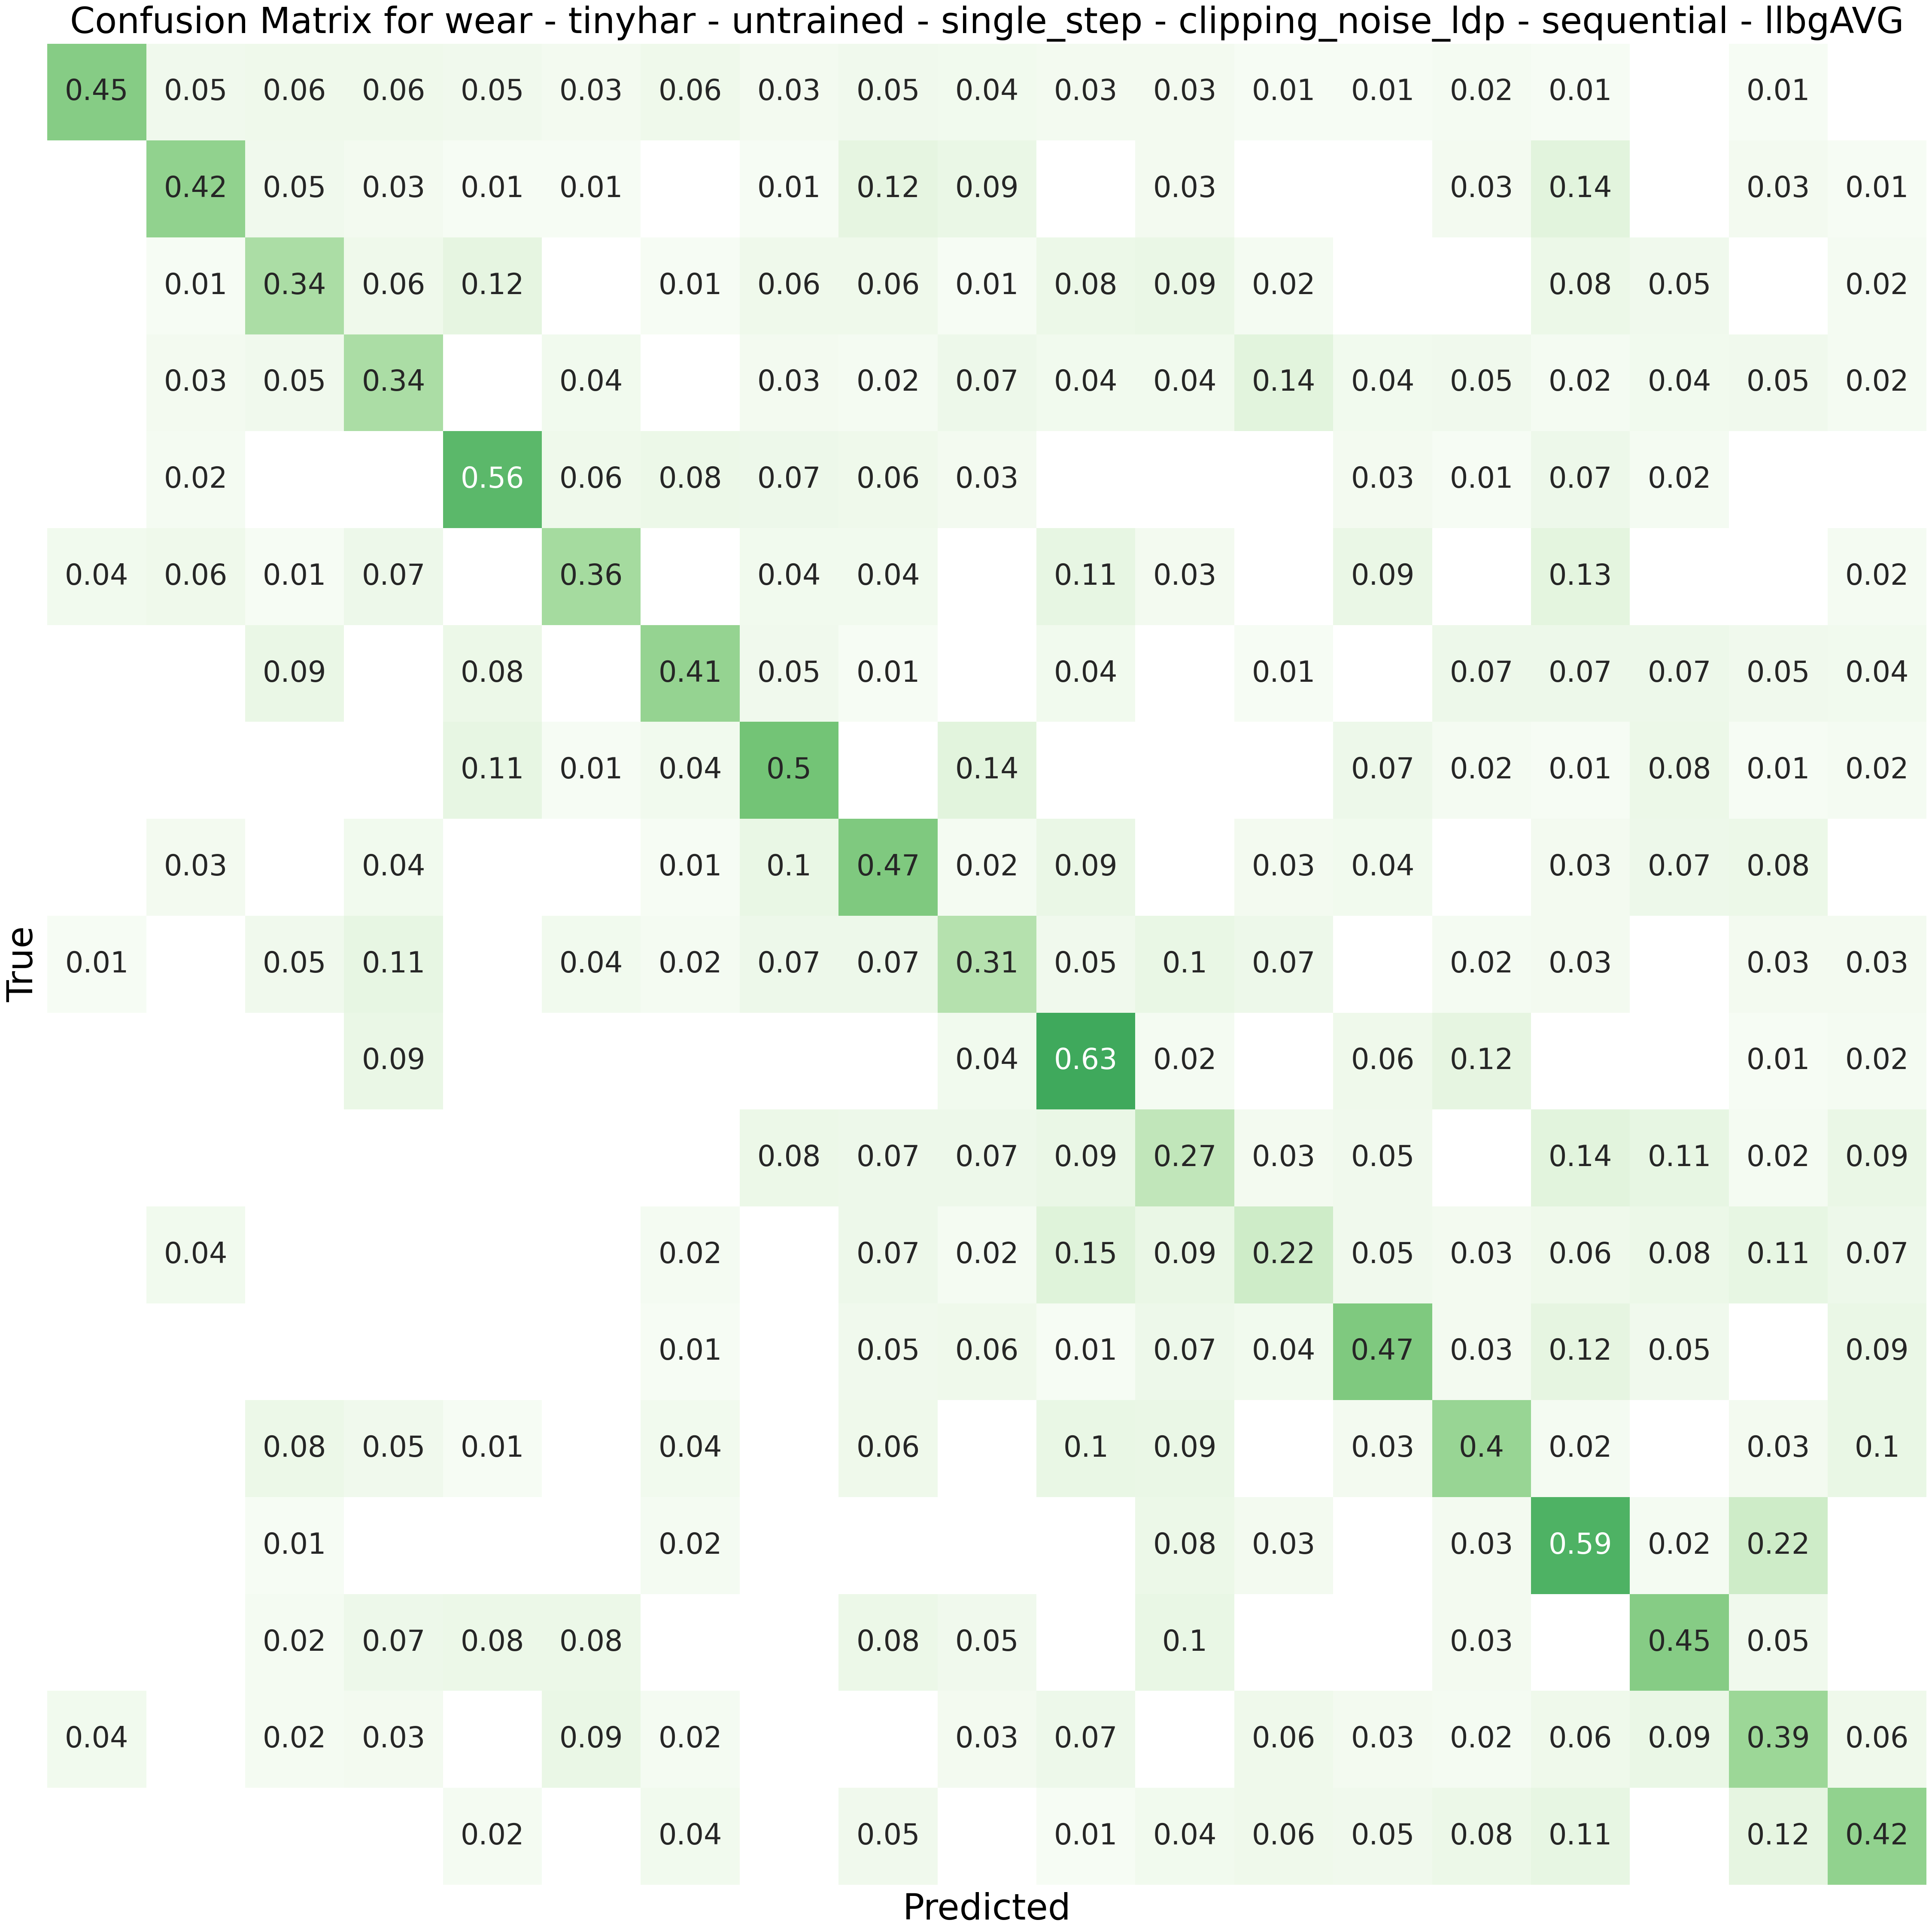 Confusion Matrix for wear - tinyhar - untrained - single_step - clipping_noise_ldp - sequential - llbgAVG
0.45 0.05 0.06 0.06 0.05 0.03 0.06 0.03 0.05 0.04 0.03 0.03 0.01 0.01 0.02 0.01 0.01
0.42 0.05 0.03 0.01 0.01 0.01 0.12 0.09 0.03 0.03 0.14 0.03 0.01
0.01 0.34 0.06 0.12 0.01 0.06 0.06 0.01 0.08 0.09 0.02 0.08 0.05 0.02
0.03 0.05 0.34 0.04 0.03 0.02 0.07 0.04 0.04 0.14 0.04 0.05 0.02 0.04 0.05 0.02
0.02 0.56 0.06 0.08 0.07 0.06 0.03 0.03 0.01 0.07 0.02
0.04 0.06 0.01 0.07 0.36 0.04 0.04 0.11 0.03 0.09 0.13 0.02
0.09 0.08 0.41 0.05 0.01 0.04 0.01 0.07 0.07 0.07 0.05 0.04
0.11 0.01 0.04 0.5 0.14 0.07 0.02 0.01 0.08 0.01 0.02
0.03 0.04 0.01 0.1 0.47 0.02 0.09 0.03 0.04 0.03 0.07 0.08
0.01 0.05 0.11 0.04 0.02 0.07 0.07 0.31 0.05 0.1 0.07 0.02 0.03 0.03 0.03
0.09 0.04 0.63 0.02 0.06 0.12 0.01 0.02
0.08 0.07 0.07 0.09 0.27 0.03 0.05 0.14 0.11 0.02 0.09
0.04 0.02 0.07 0.02 0.15 0.09 0.22 0.05 0.03 0.06 0.08 0.11 0.07
0.01 0.05 0.06 0.01 0.07 0.04 0.47 0.03 0.12 0.05 0.09
0.08 0.05 0.01 0.04 0.06 0.1 0.09 0.03 0.4 0.02 0.03 0.1
0.01 0.02 0.08 0.03 0.03 0.59 0.02 0.22
0.02 0.07 0.08 0.08 0.08 0.05 0.1 0.03 0.45 0.05
0.04 0.02 0.03 0.09 0.02 0.03 0.07 0.06 0.03 0.02 0.06 0.09 0.39 0.06
0.02 0.04 0.05 0.01 0.04 0.06 0.05 0.08 0.11 0.12 0.42
True
Predicted